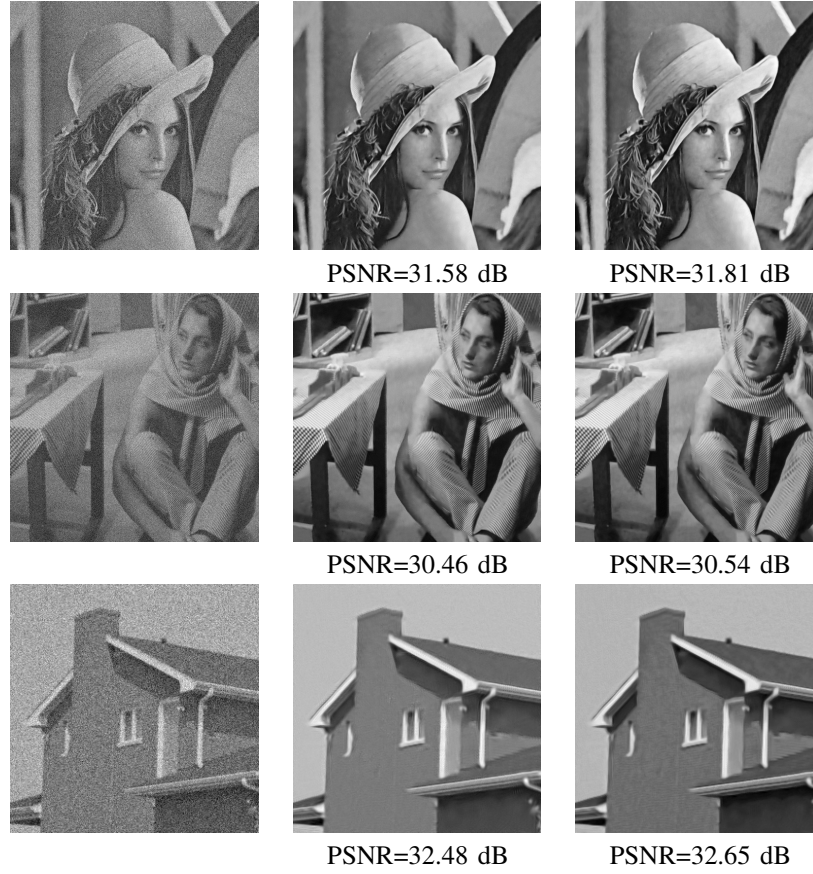 PSNR=31.58 dB
PSNR=31.81 dB
PSNR=30.46 dB
PSNR=30.54 dB
PSNR=32.48 dB
PSNR=32.65 dB